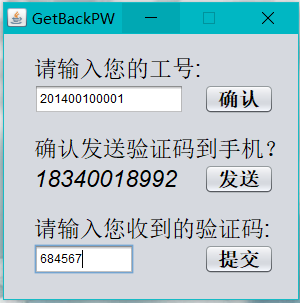 GetBackPW
请输入您的工号:
201400100001 确认
确认发送验证码到手机?
18340018992 发送
请输入您收到的验证码:
684567 提交